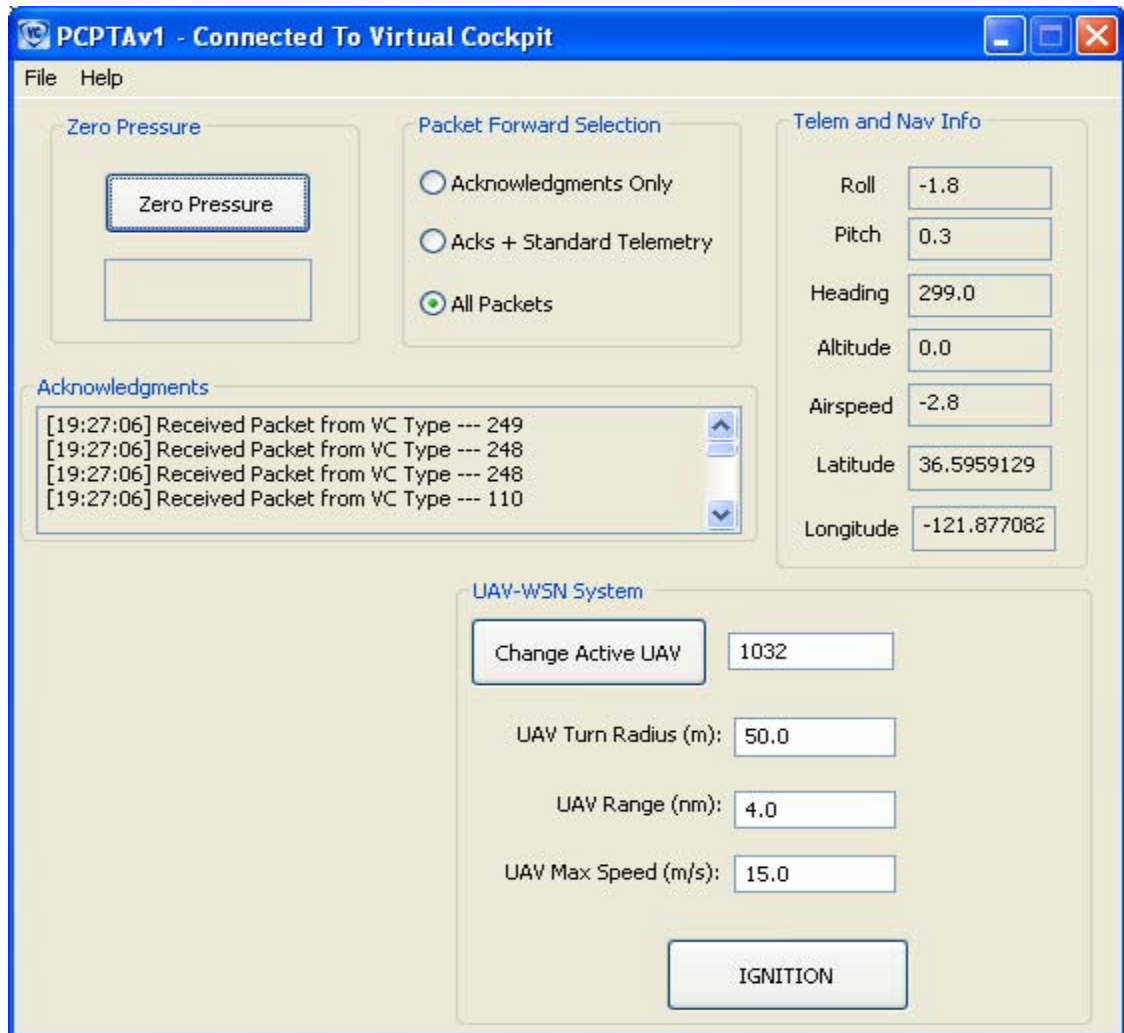 VC PCPTAv1 - Connected To Virtual Cockpit
File Help
Zero Pressure
Zero Pressure
Packet Forward Selection
Acknowledgments Only
Acks + Standard Telemetry
All Packets
Telem and Nav Info
Roll -1.8
Pitch 0.3
Heading 299.0
Altitude 0.0
Airspeed -2.8
Latitude 36.5959129
Longitude -121.877082
Acknowledgments
[19:27:06] Received Packet from VC Type --- 249
[19:27:06] Received Packet from VC Type --- 248
[19:27:06] Received Packet from VC Type --- 248
[19:27:06] Received Packet from VC Type --- 110
UAV-WSN System
Change Active UAV 1032
UAV Turn Radius (m): 50.0
UAV Range (nm): 4.0
UAV Max Speed (m/s): 15.0
IGNITION